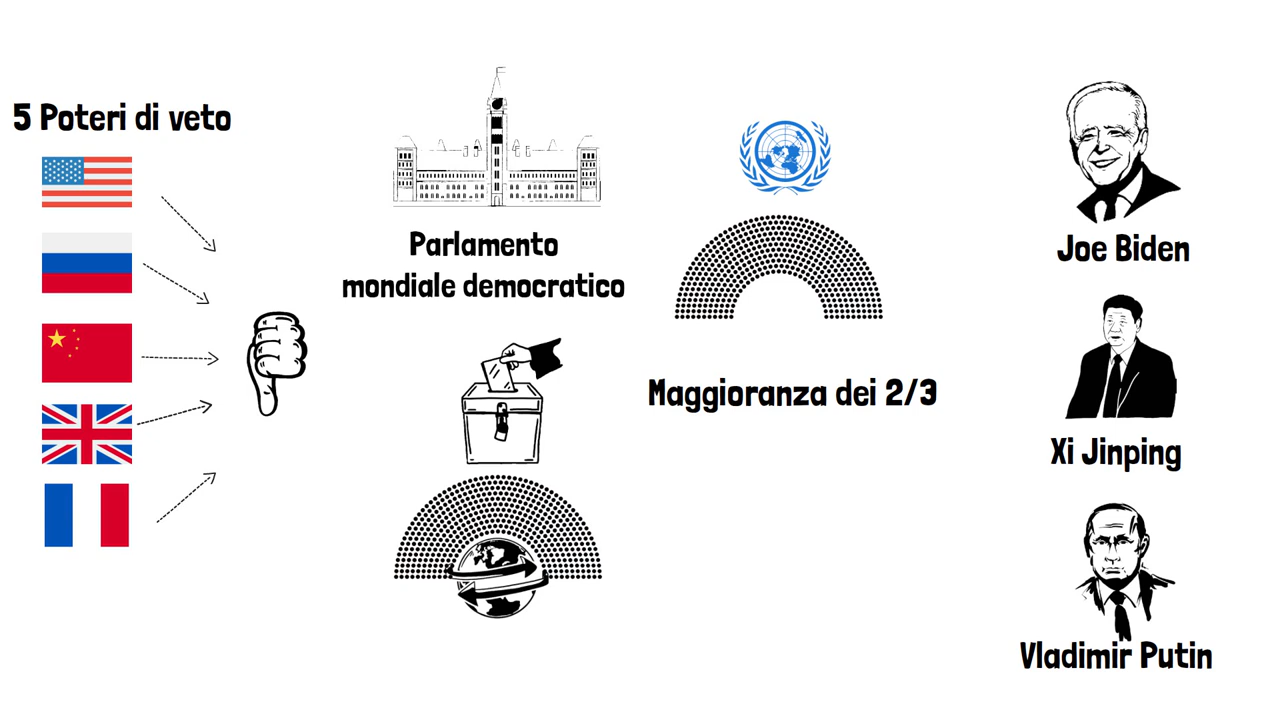 5 Poteri di veto
Parlamento
mondiale democratico
Maggioranza dei 2/3
Joe Biden
Xi Jinping
Vladimir Putin